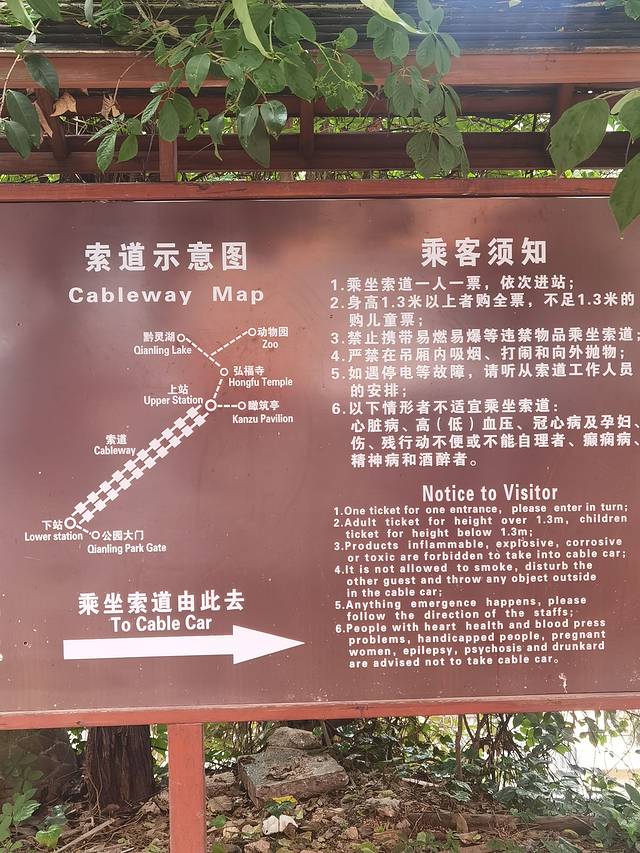 索道示意图
Cableway Map
黔灵湖
Qianling Lake
动物园
Zoo
弘福寺
Hongfu Temple
上站
Upper Station
瞰筑亭
Kanzu Pavilion
索道
Cableway
下站
Lower station
公园大门
Qianling Park Gate
乘坐索道由此去
To Cable Car
乘客须知
1.乘坐索道一人一票，依次进站；
2.身高1.3米以上者购全票，不足1.3米的
购儿童票；
3.禁止携带易燃易爆等违禁物品乘坐索道；
4.严禁在吊厢内吸烟、打闹和向外抛物；
5.如遇停电等故障，请听从索道工作人员
的安排；
6.以下情形者不适宜乘坐索道：
心脏病、高（低）血压、冠心病及孕妇、
伤、残行动不便或不能自理者、癫痫病、
精神病和酒醉者。
Notice to Visitor
1.One ticket for one entrance, please enter in turn;
2.Adult ticket for height over 1.3m, children
ticket for height below 1.3m;
3.Products inflammable, explosive, corrosive
or toxic are forbidden to take into cable car;
4.It is not allowed to smoke, disturb the
other guest and throw any object outside
in the cable car;
5.Anything emergence happens, please
follow the direction of the staffs;
6.People with heart health and blood press
problems, handicapped people, pregnant
women, epilepsy, psychosis and drunkard
are advised not to take cable car.